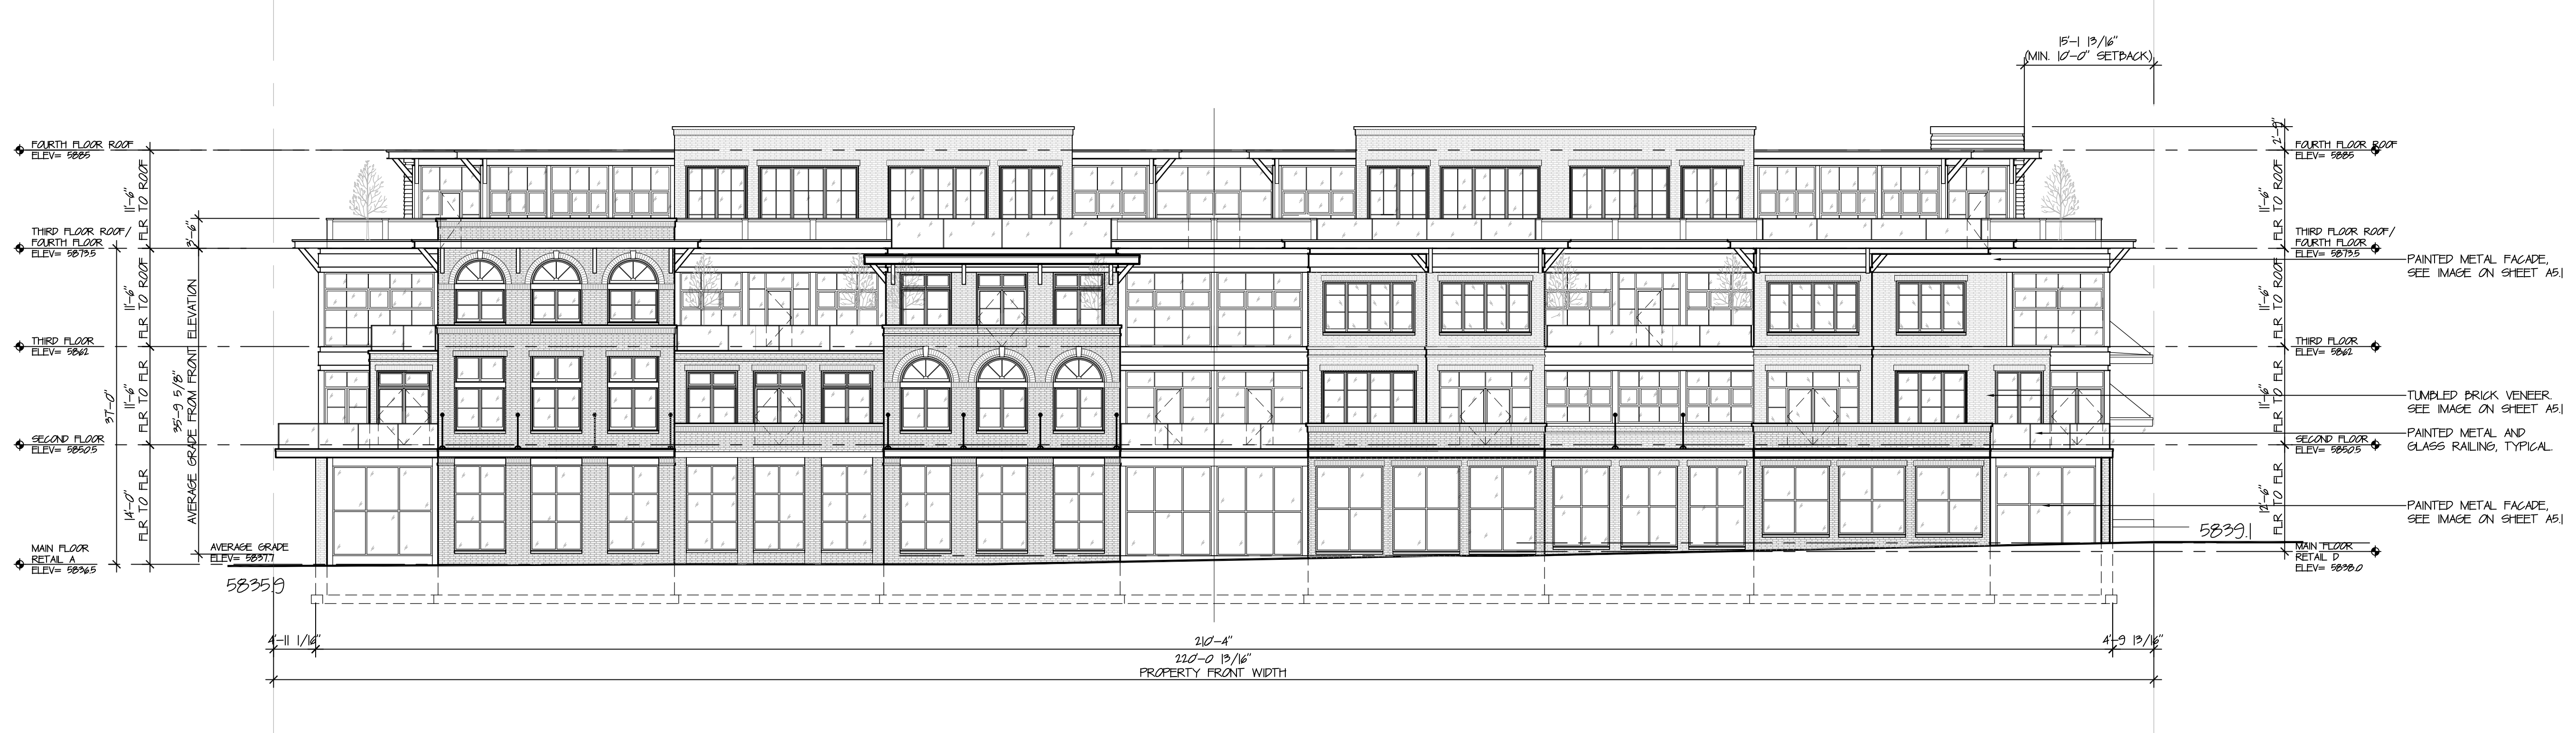 15'-1 13/16"
(MIN. 10'-0" SETBACK)
FOURTH FLOOR ROOF
ELEV= 5885
11'-6"
FLR TO ROOF
THIRD FLOOR ROOF/
FOURTH FLOOR
ELEV= 5873.5
3'-6"
11'-6"
FLR TO ROOF
THIRD FLOOR
ELEV= 5862
11'-6"
FLR TO FLR
37'-0"
35'-9 5/8"
AVERAGE GRADE FROM FRONT ELEVATION
SECOND FLOOR
ELEV= 5850.5
14'-0"
FLR TO FLR
MAIN FLOOR
RETAIL A
ELEV= 5836.5
AVERAGE GRADE
ELEV= 5837.7
5835.9
2'-9"
FOURTH FLOOR ROOF
ELEV= 5885
11'-6"
FLR TO ROOF
THIRD FLOOR ROOF/
FOURTH FLOOR
ELEV= 5873.5
11'-6"
FLR TO ROOF
THIRD FLOOR
ELEV= 5862
11'-6"
FLR TO FLR
SECOND FLOOR
ELEV= 5850.5
12'-6"
FLR TO FLR
MAIN FLOOR
RETAIL D
ELEV= 5838.0
5839.1
PAINTED METAL FACADE,
SEE IMAGE ON SHEET A5.1
TUMBLED BRICK VENEER.
SEE IMAGE ON SHEET A5.1
PAINTED METAL AND
GLASS RAILING, TYPICAL.
PAINTED METAL FACADE,
SEE IMAGE ON SHEET A5.1
4'-11 1/16"
210'-4"
4'-9 13/16"
220'-0 13/16"
PROPERTY FRONT WIDTH